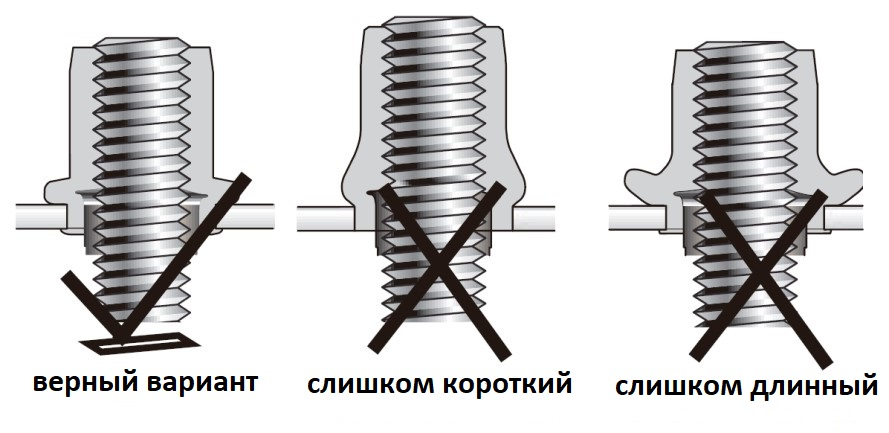 верный вариант
слишком короткий
слишком длинный